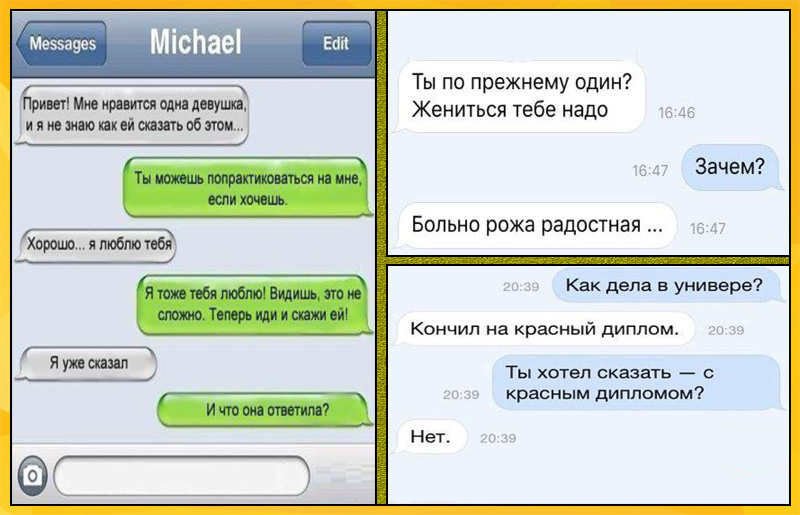 Messages
Michael
Edit
Привет! Мне нравится одна девушка,
и я не знаю как ей сказать об этом...
Ты можешь попрактиковаться на мне,
если хочешь.
Хорошо... я люблю тебя
Я тоже тебя люблю! Видишь, это не
сложно. Теперь иди и скажи ей!
Я уже сказал
И что она ответила?
Ты по прежнему один?
Жениться тебе надо
16:46
16:47
Зачем?
Больно рожа радостная ...
16:47
20:39
Как дела в универе?
Кончил на красный диплом.
20:39
Ты хотел сказать — с
красным дипломом?
20:39
Нет.
20:39